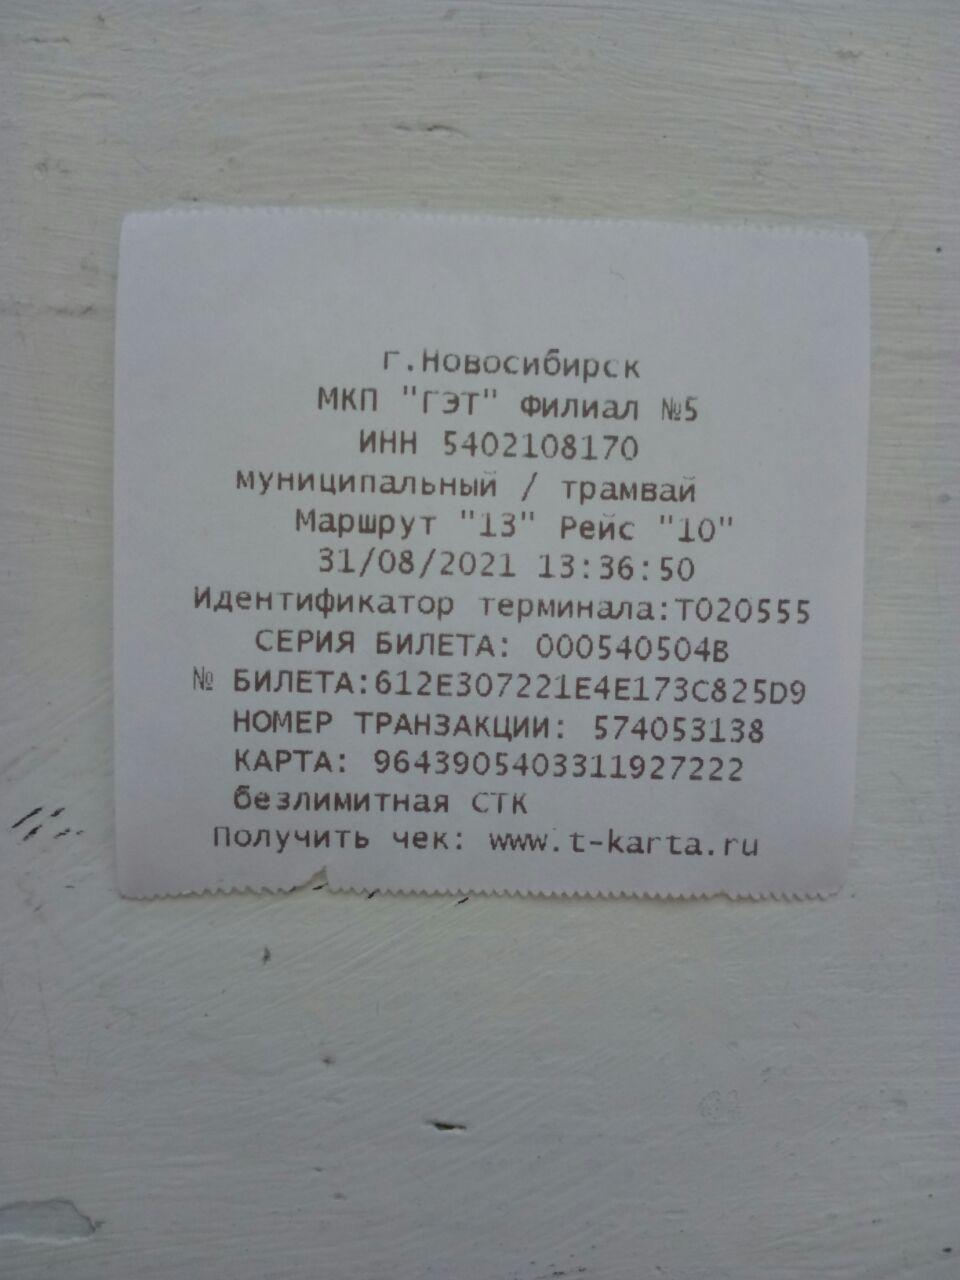 г.Новосибирск
МКП "ГЭТ" Филиал №5
ИНН 5402108170
муниципальный / трамвай
Маршрут "13" Рейс "10"
31/08/2021 13:36:50
Идентификатор терминала:T020555
СЕРИЯ БИЛЕТА: 000540504B
№ БИЛЕТА:612E307221E4E173C825D9
НОМЕР ТРАНЗАКЦИИ: 574053138
КАРТА: 9643905403311927222
безлимитная СТК
Получить чек: www.t-karta.ru